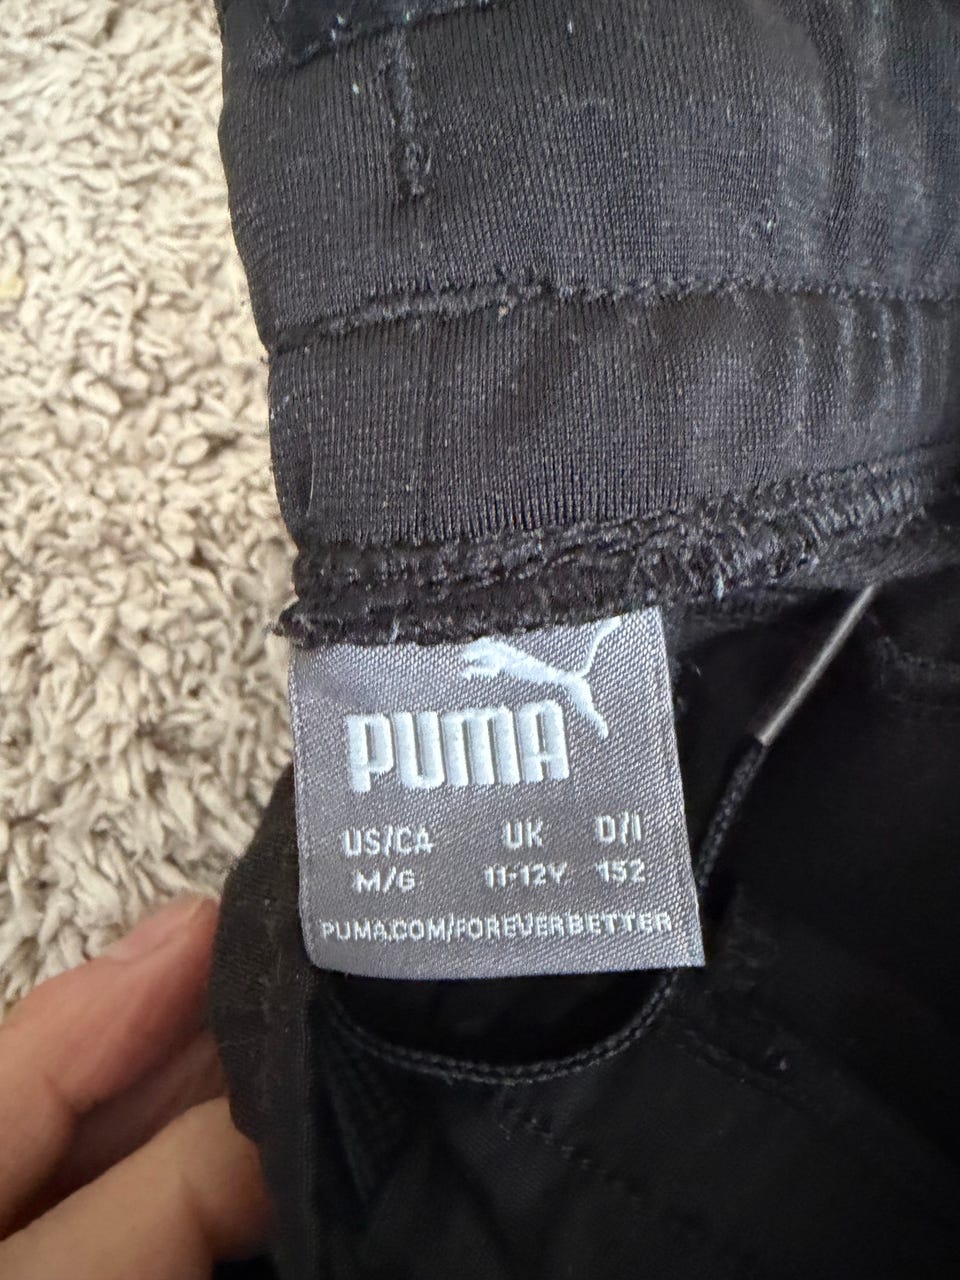 PUMA
US/CA UK D/I
M/G 11-12Y 152
PUMA.COM/FOREVERBETTER